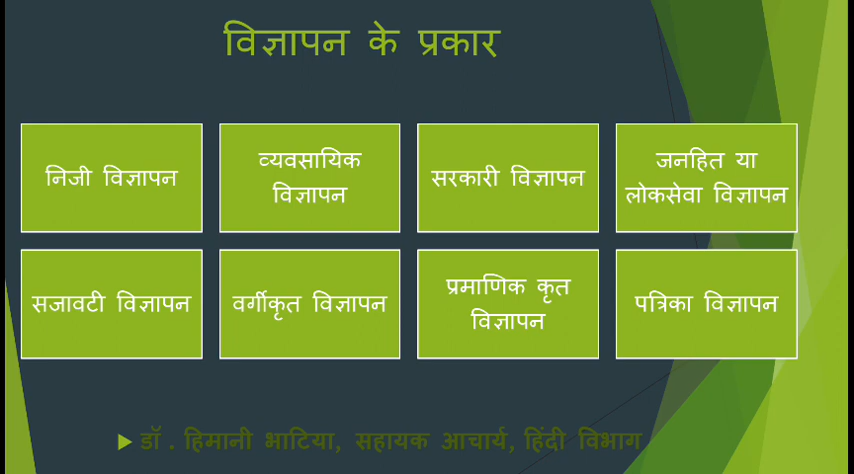 विज्ञापन के प्रकार
निजी विज्ञापन
व्यवसायिक
विज्ञापन
सरकारी विज्ञापन
जनहित या
लोकसेवा विज्ञापन
सजावटी विज्ञापन
वर्गीकृत विज्ञापन
प्रमाणिक कृत
विज्ञापन
पत्रिका विज्ञापन
डॉ . हिमानी भाटिया, सहायक आचार्य, हिंदी विभाग